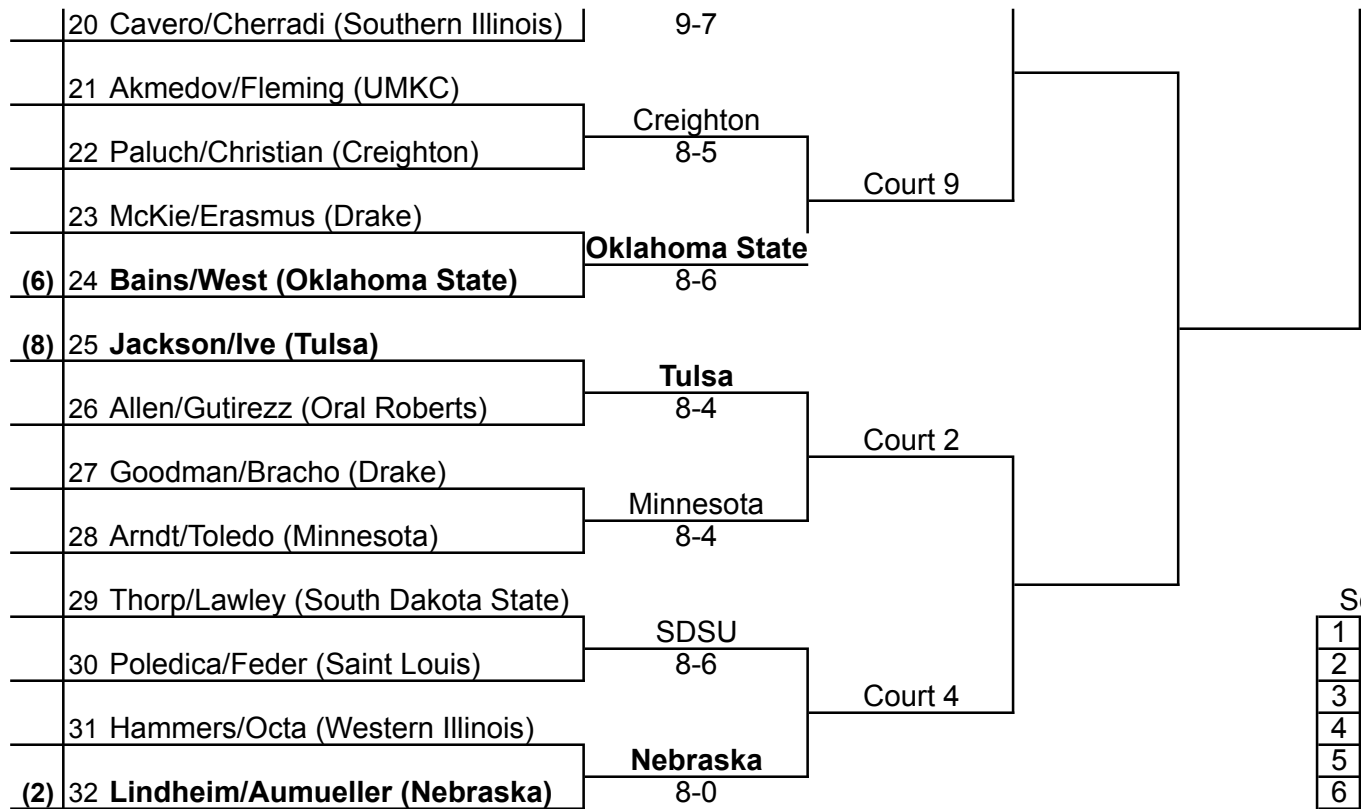 20 Cavero/Cherradi (Southern Illinois)
9-7
21 Akmedov/Fleming (UMKC)
Creighton
22 Paluch/Christian (Creighton)
8-5
Court 9
23 McKie/Erasmus (Drake)
Oklahoma State
(6) 24 Bains/West (Oklahoma State)
8-6
(8) 25 Jackson/Ive (Tulsa)
Tulsa
26 Allen/Gutirezz (Oral Roberts)
8-4
Court 2
27 Goodman/Bracho (Drake)
Minnesota
28 Arndt/Toledo (Minnesota)
8-4
29 Thorp/Lawley (South Dakota State)
SDSU
30 Poledica/Feder (Saint Louis)
8-6
Court 4
31 Hammers/Octa (Western Illinois)
Nebraska
(2) 32 Lindheim/Aumueller (Nebraska)
8-0
1
2
3
4
5
6